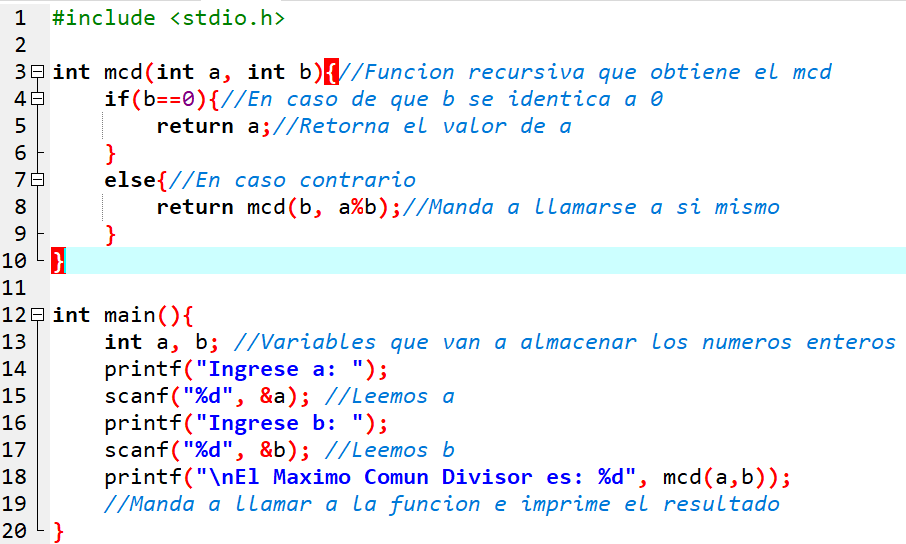 1 #include <stdio.h>
2
3 int mcd(int a, int b){//Funcion recursiva que obtiene el mcd
4 if(b==0){//En caso de que b se identica a 0
5 return a;//Retorna el valor de a
6 }
7 else{//En caso contrario
8 return mcd(b, a%b);//Manda a llamarse a si mismo
9 }
10 }
11
12 int main(){
13 int a, b; //Variables que van a almacenar los numeros enteros
14 printf("Ingrese a: ");
15 scanf("%d", &a); //Leemos a
16 printf("Ingrese b: ");
17 scanf("%d", &b); //Leemos b
18 printf("\nEl Maximo Comun Divisor es: %d", mcd(a,b));
19 //Manda a llamar a la funcion e imprime el resultado
20 }